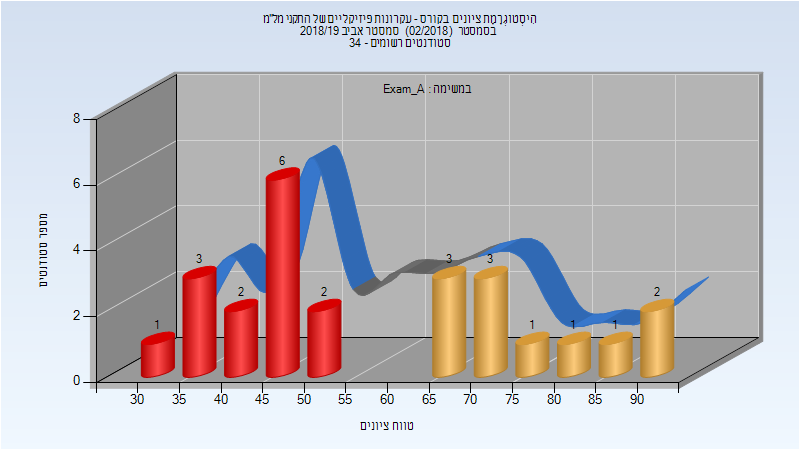 היסטוגרמת ציונים בקורס - עקרונות פיזיקליים של התקני מל"מ
בסמסטר (02/2018) סמסטר אביב 2018/19
סטודנטים רשומים - 34
במשימה : Exam_A
מספר סטודנטים
8
6
4
2
0
1
3
2
6
2
3
3
1
1
1
2
30 35 40 45 50 55 60 65 70 75 80 85 90
טווח ציונים